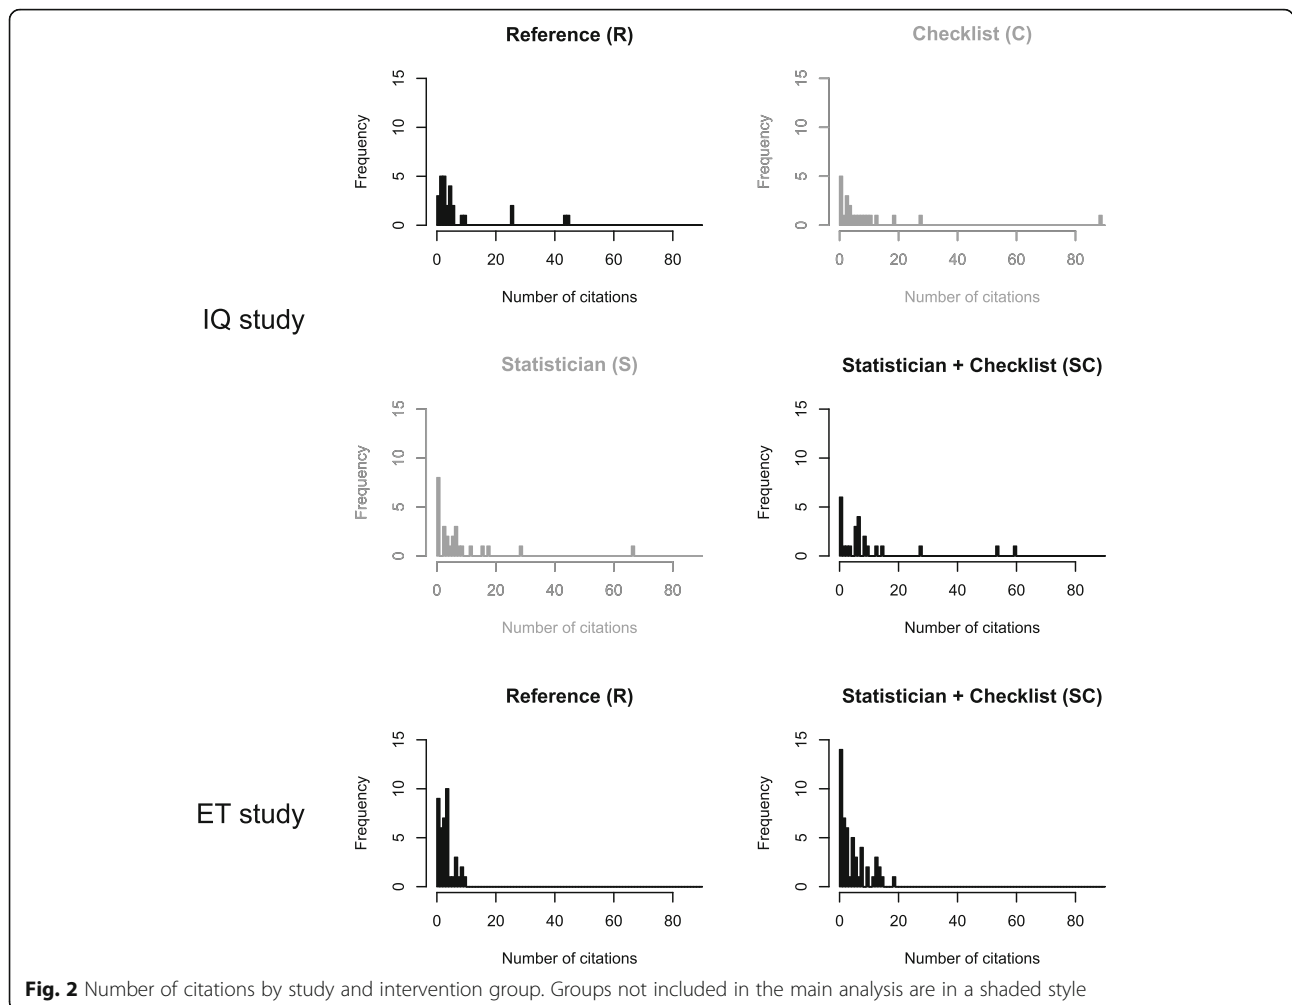 Reference (R)
Checklist (C)
Frequency
15
10
5
0
0 20 40 60 80
Number of citations
Frequency
15
10
5
0
0 20 40 60 80
Number of citations
IQ study
Statistician (S)
Statistician + Checklist (SC)
Frequency
15
10
5
0
0 20 40 60 80
Number of citations
Frequency
15
10
5
0
0 20 40 60 80
Number of citations
Reference (R)
Statistician + Checklist (SC)
ET study
Frequency
15
10
5
0
0 20 40 60 80
Number of citations
Frequency
15
10
5
0
0 20 40 60 80
Number of citations
Fig. 2 Number of citations by study and intervention group. Groups not included in the main analysis are in a shaded style